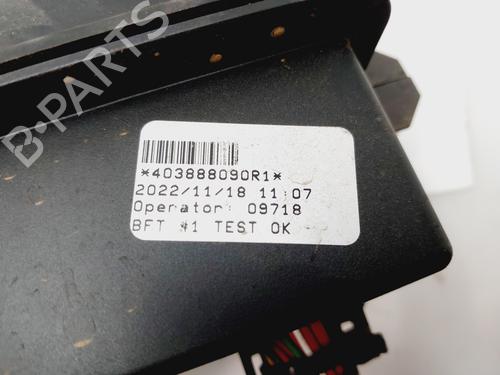 B-PARTS
*403888090R1*
2022/11/18 11:07
Operator: 09718
BFT #1 TEST OK